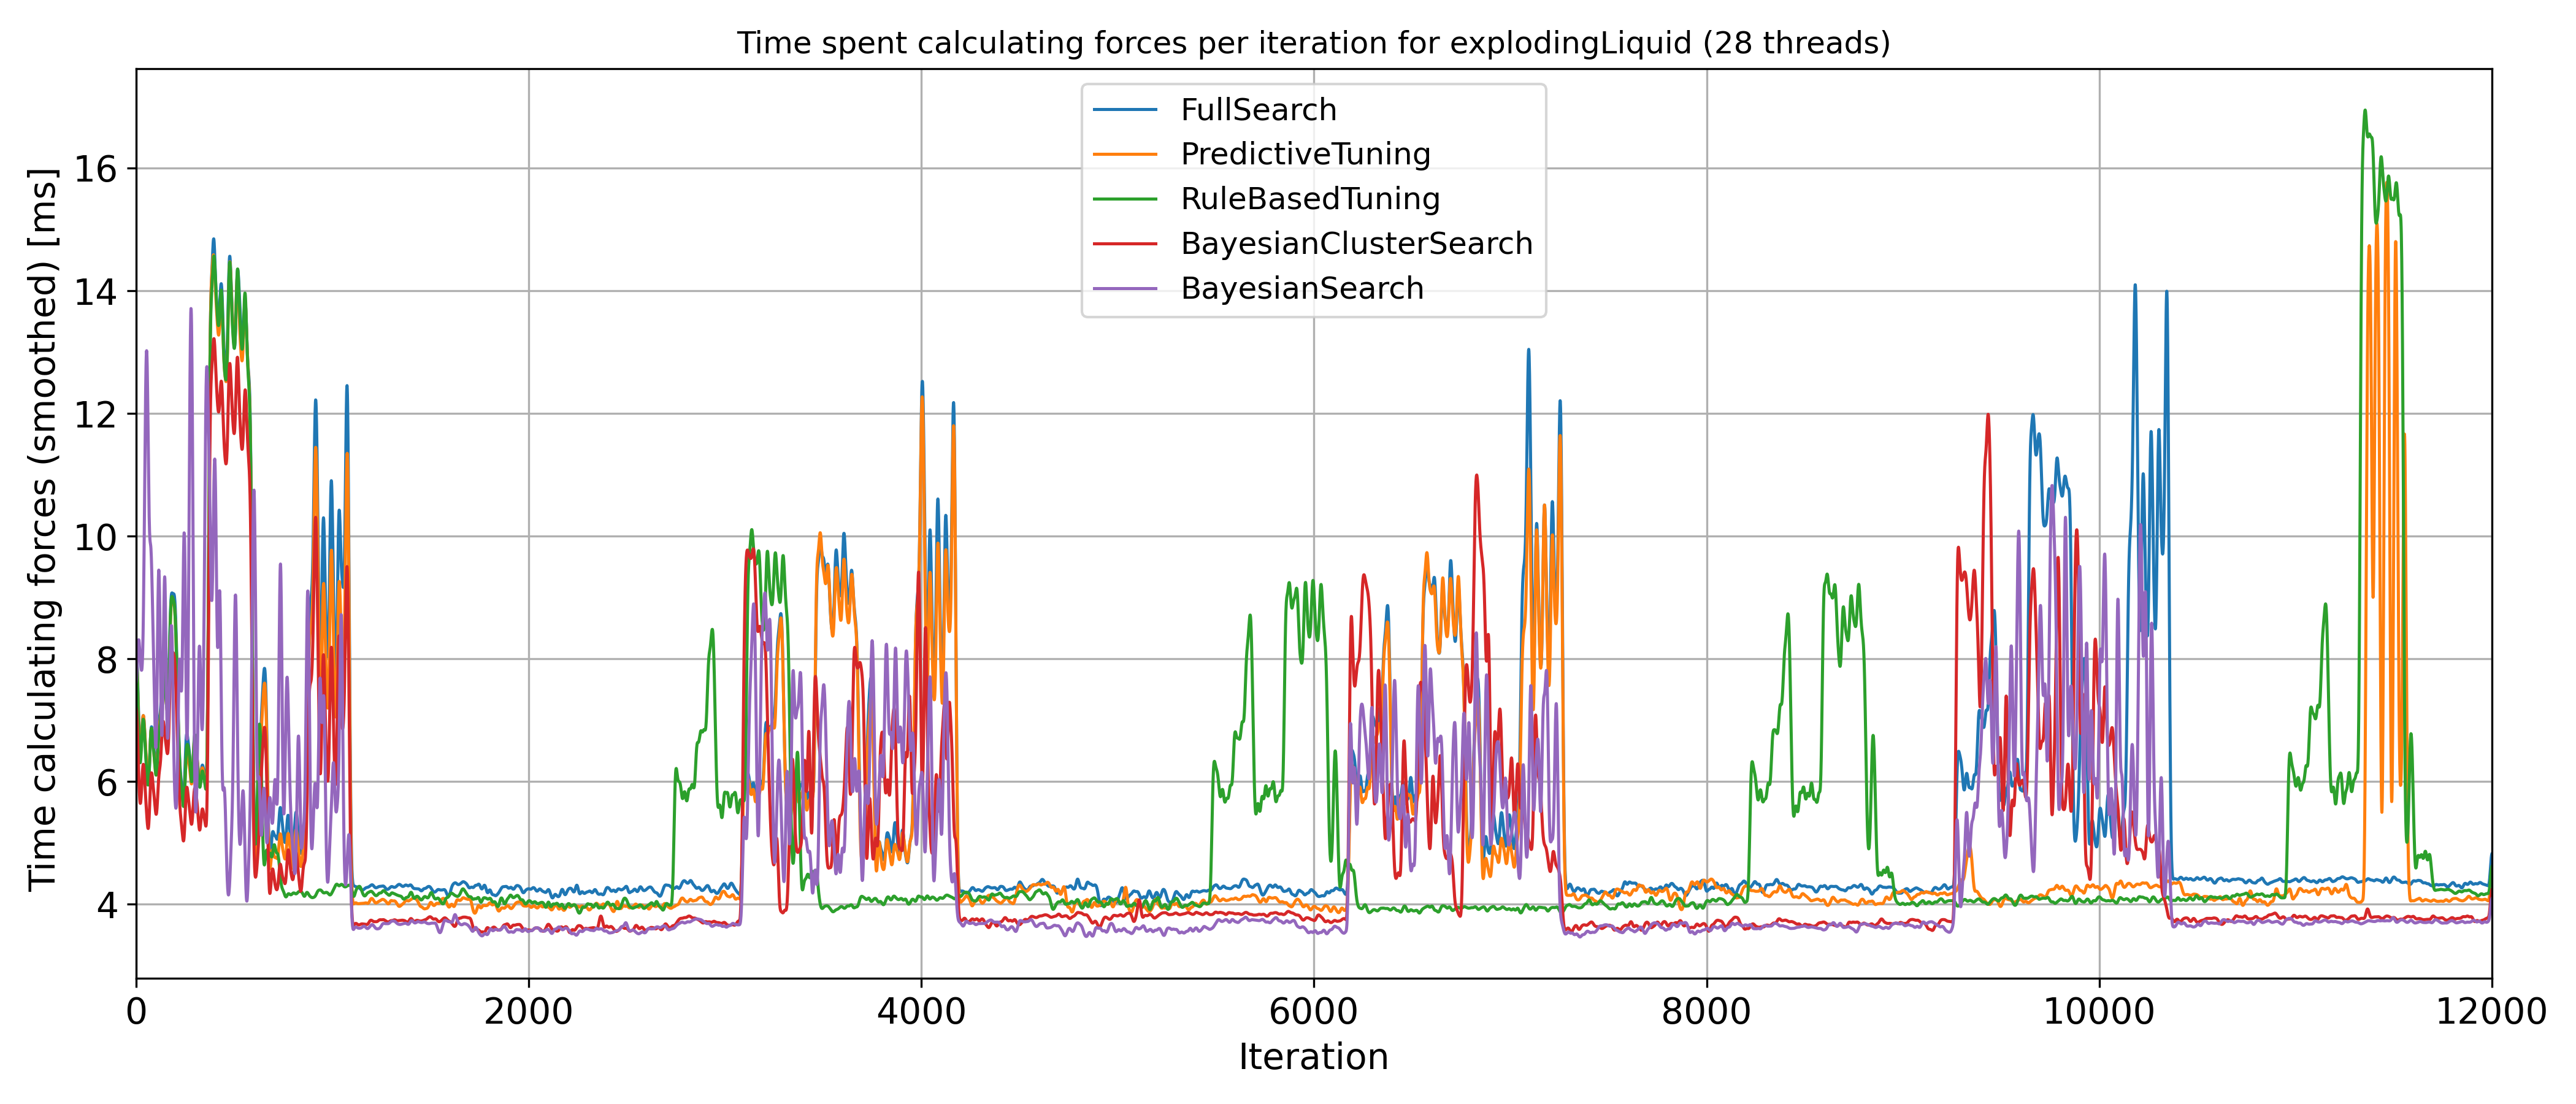 Time spent calculating forces per iteration for explodingLiquid (28 threads)
Time calculating forces (smoothed) [ms]
16
14
12
10
8
6
4
FullSearch
PredictiveTuning
RuleBasedTuning
BayesianClusterSearch
BayesianSearch
0 2000 4000 6000 8000 10000 12000
Iteration